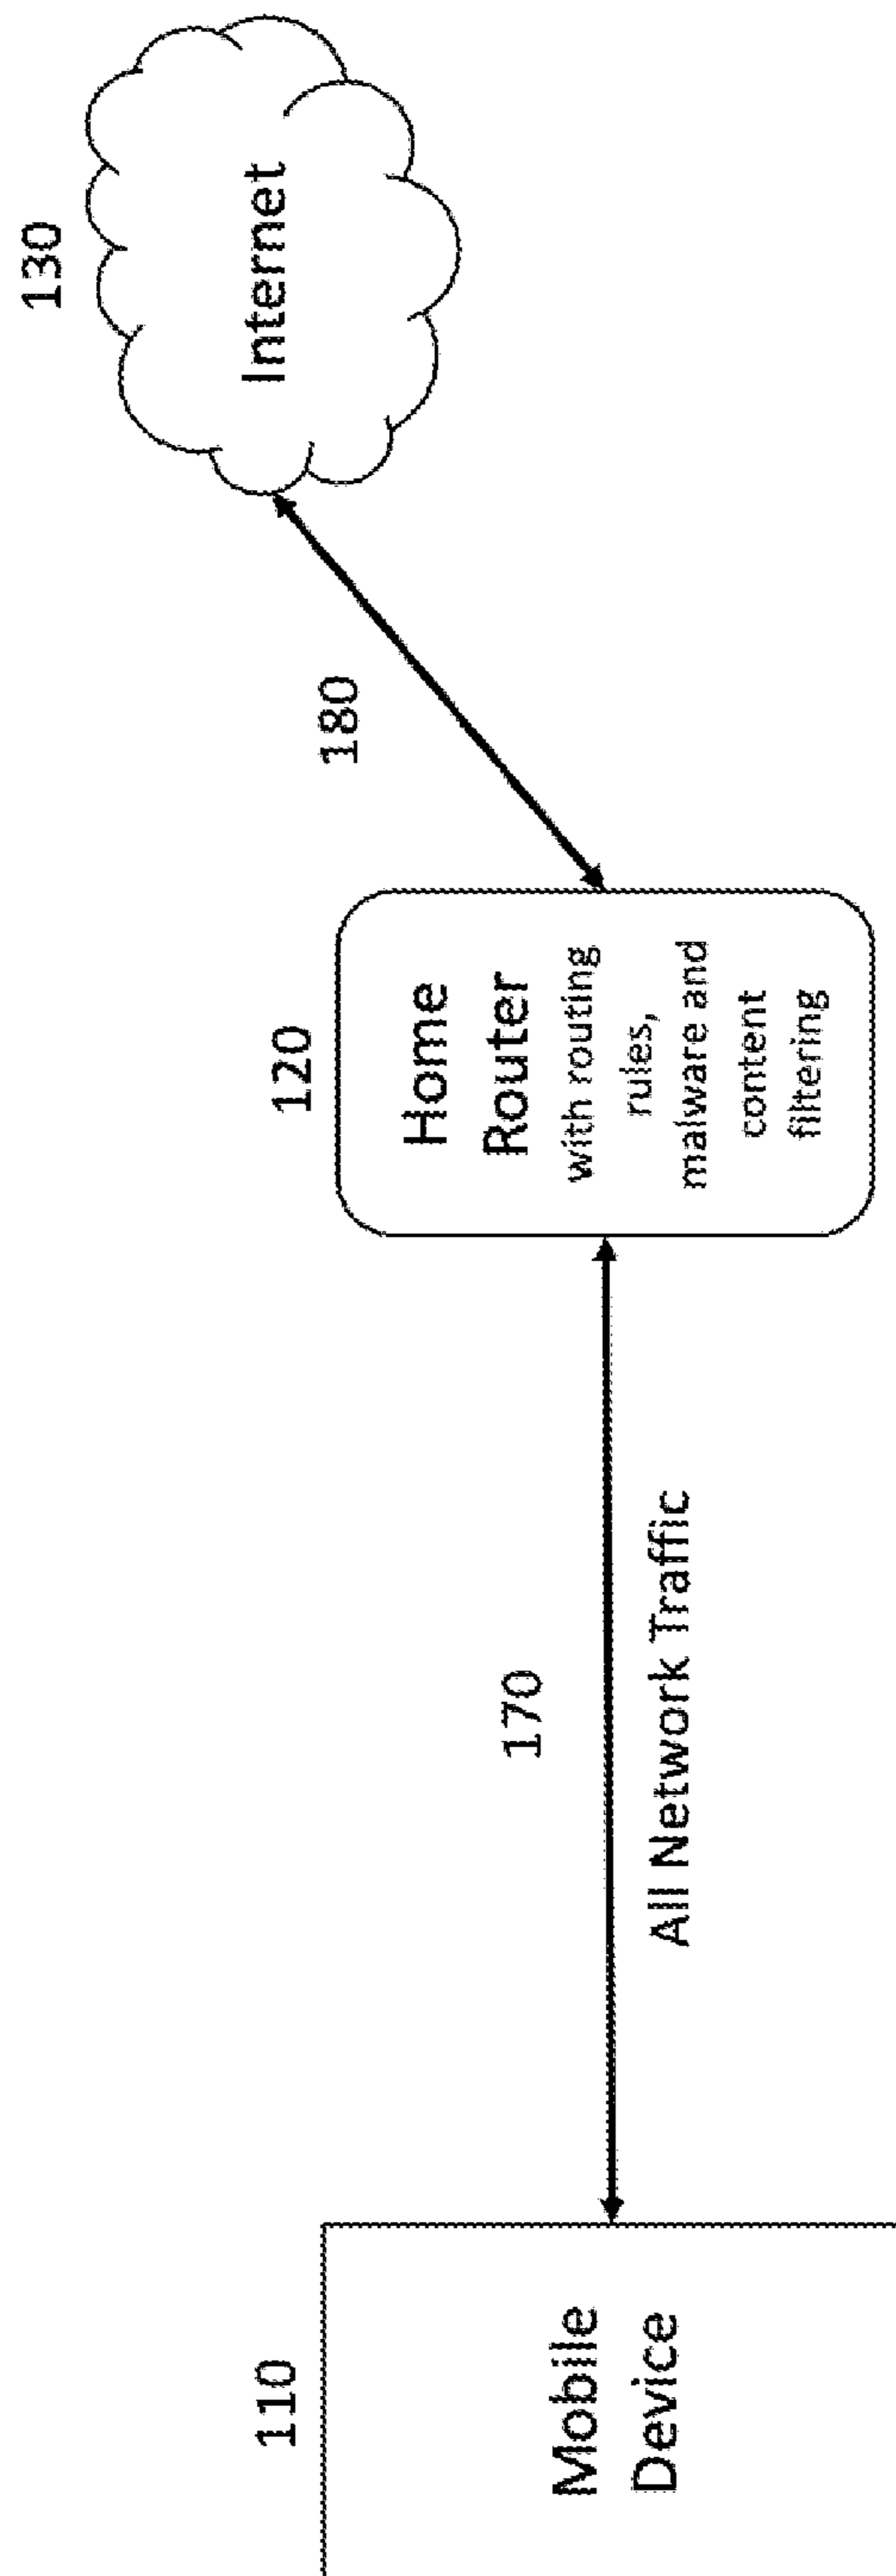 110
Mobile
Device
170
All Network Traffic
120
Home
Router
with routing
rules,
malware and
content
filtering
180
130
Internet